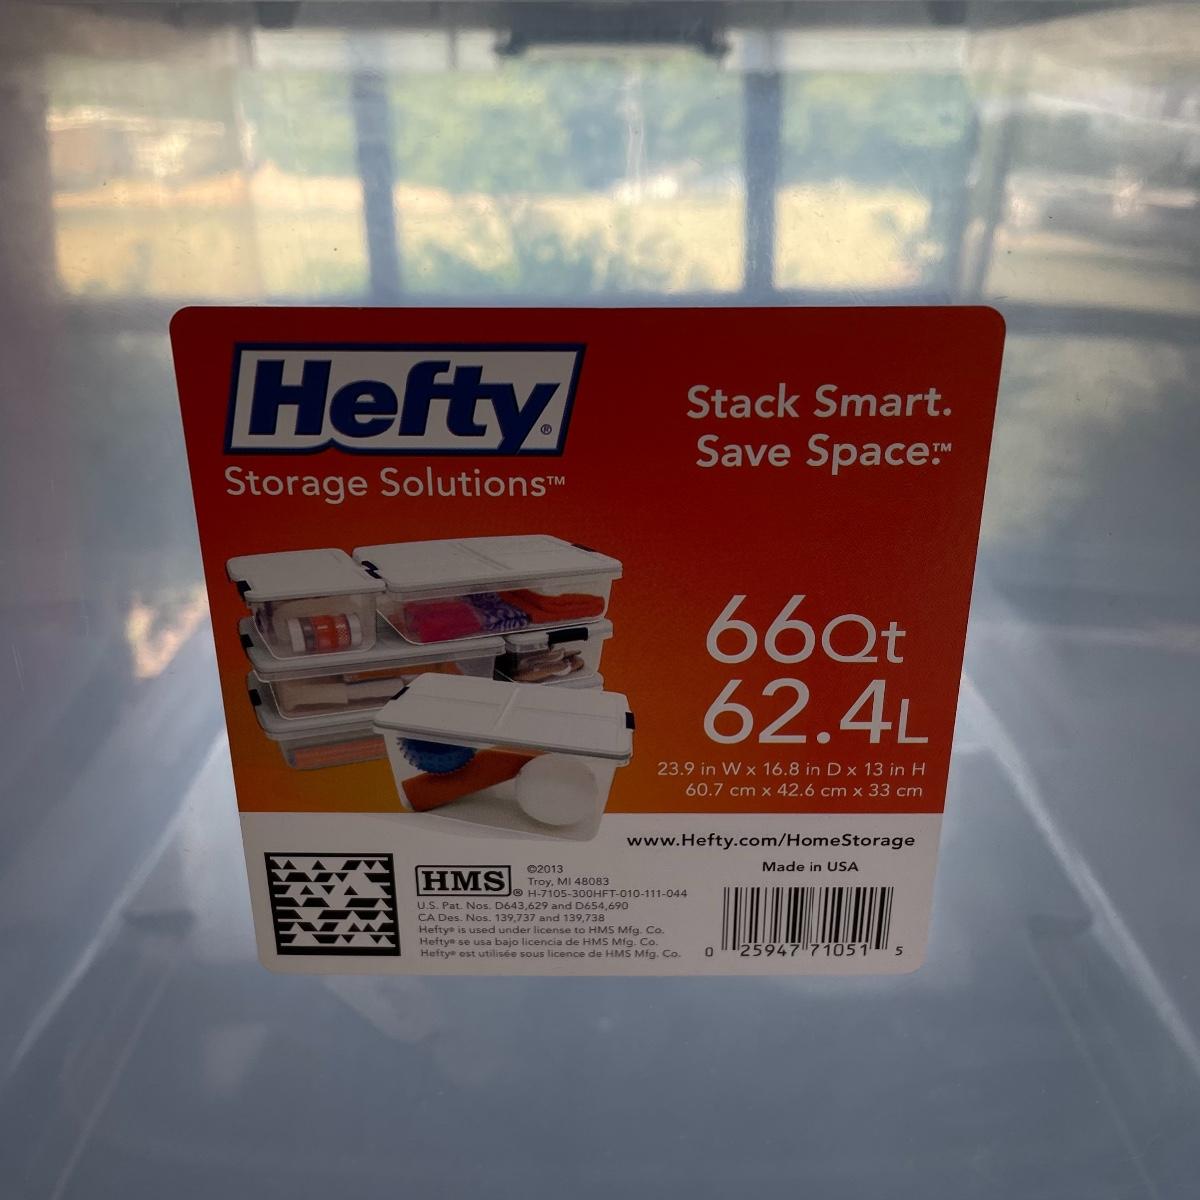 Hefty®
Storage Solutions™
Stack Smart.
Save Space.™
66Qt
62.4L
23.9 in W x 16.8 in D x 13 in H
60.7 cm x 42.6 cm x 33 cm
www.Hefty.com/HomeStorage
Made in USA
HMS®
©2013
Troy, MI 48083
H-7105-300HFT-010-111-044
U.S. Pat. Nos. D643,629 and D654,690
CA Des. Nos. 139,737 and 139,738
Hefty® is used under license to HMS Mfg. Co.
Hefty® se usa bajo licencia de HMS Mfg. Co.
Hefty® est utilisée sous licence de HMS Mfg. Co.
0 25947 71051 5